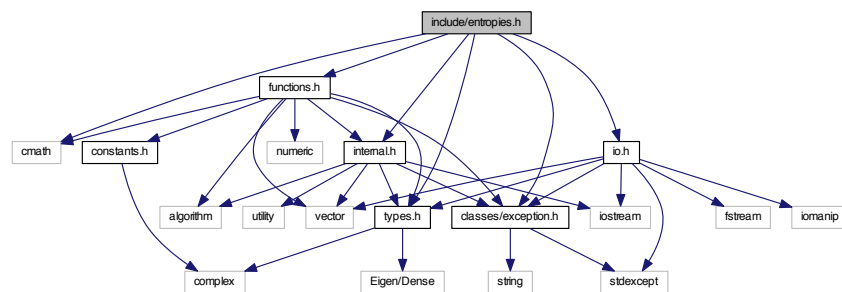 include/entropies.h
functions.h
cmath
constants.h
numeric
internal.h
io.h
algorithm
utility
vector
types.h
classes/exception.h
iostream
fstream
iomanip
complex
Eigen/Dense
string
stdexcept